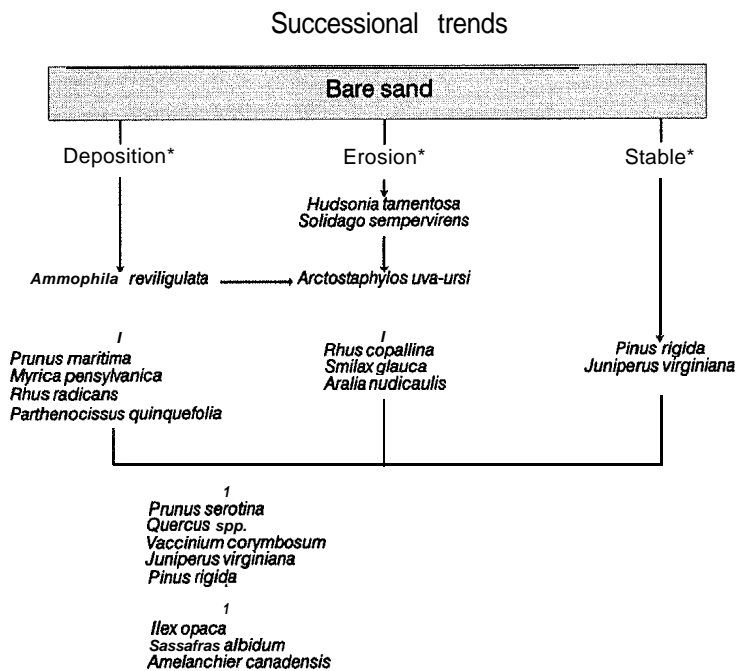 Successional trends
Bare sand
Deposition*
Erosion*
Stable*
Hudsonia tamentosa
Solidago sempervirens
Ammophila reviligulata
Arctostaphylos uva-ursi
Prunus maritima
Myrica pensylvanica
Rhus radicans
Parthenocissus quinquefolia
Rhus copallina
Smilax glauca
Aralia nudicaulis
Pinus rigida
Juniperus virginiana
1
Prunus serotina
Quercus spp.
Vaccinium corymbosum
Juniperus virginiana
Pinus rigida
1
Ilex opaca
Sassafras albidum
Amelanchier canadensis